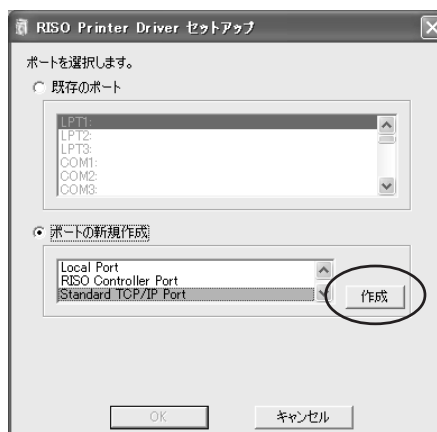 RISO Printer Driver セットアップ
ポートを選択します。
既存のポート
LPT1:
LPT2:
LPT3:
COM1:
COM2:
COM3:
ポートの新規作成
Local Port
RISO Controller Port
Standard TCP/IP Port
作成
OK
キャンセル